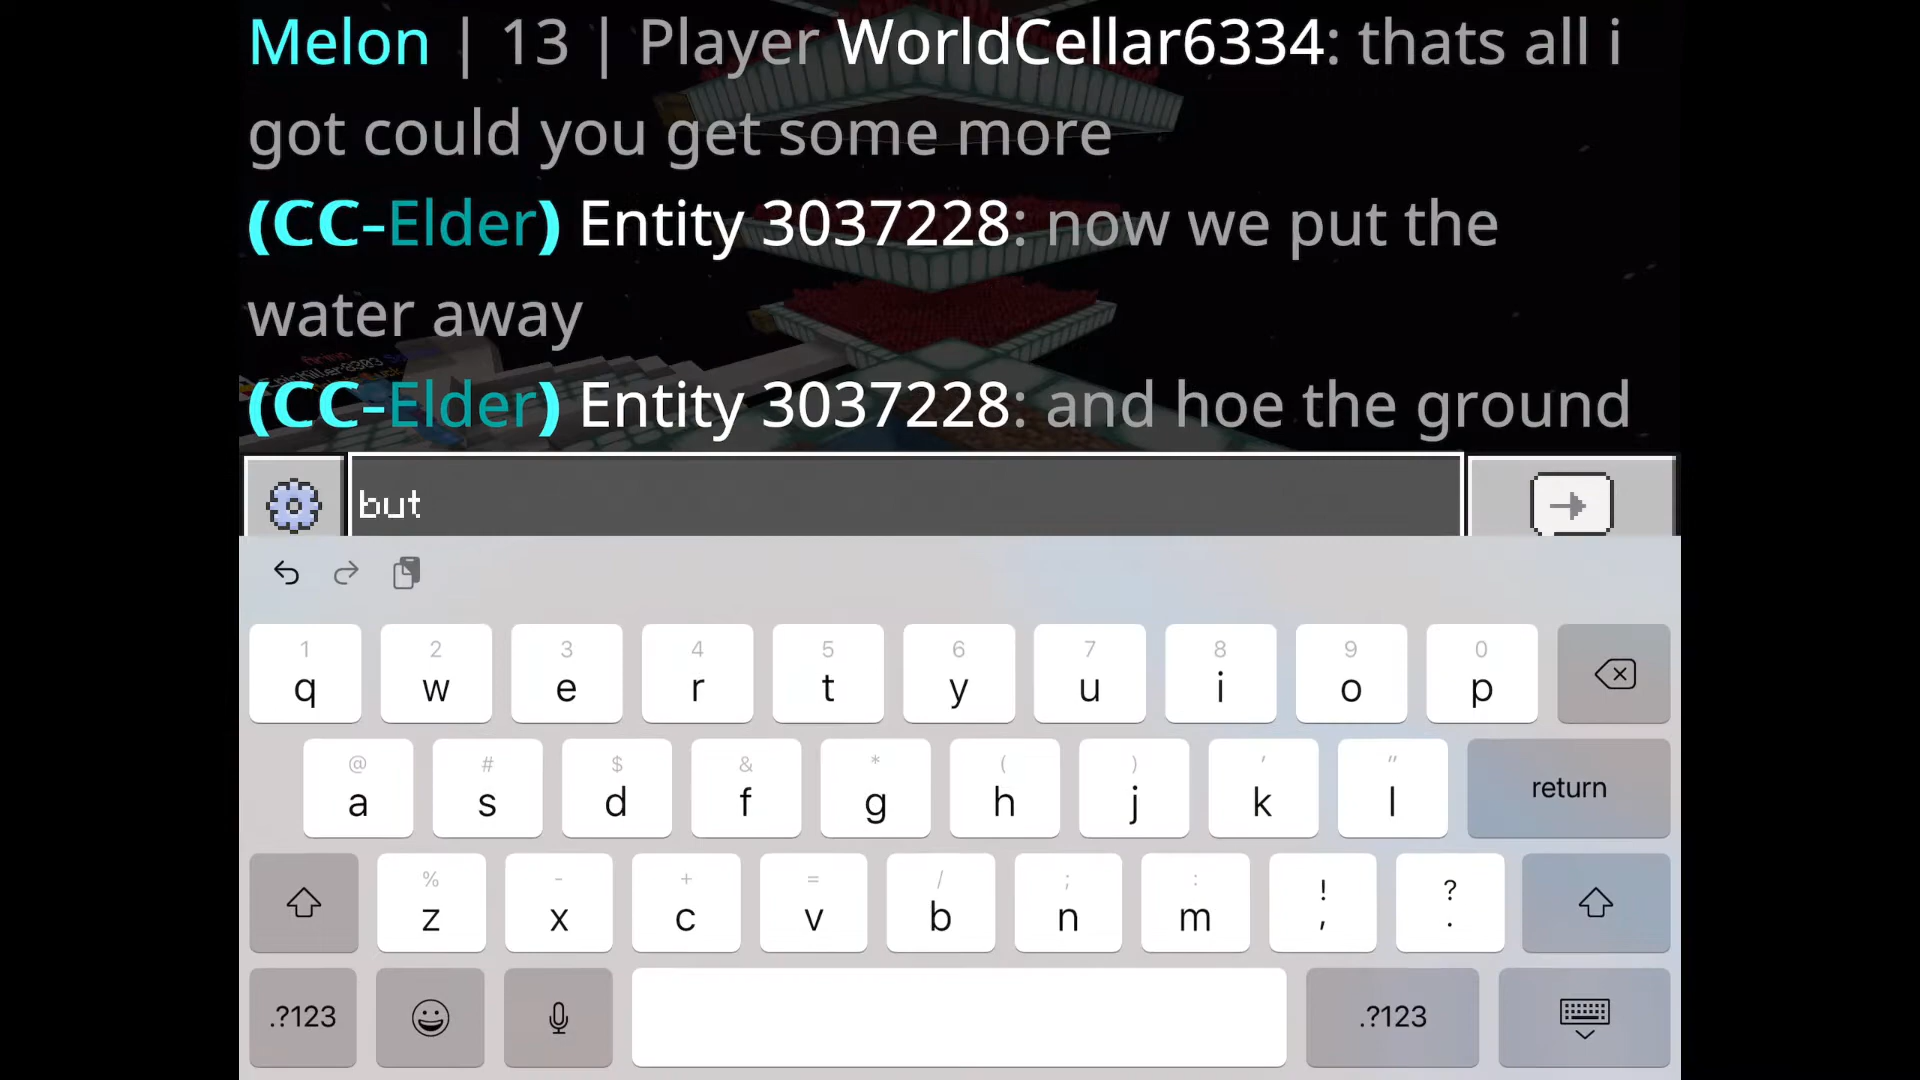 Melon | 13 | Player WorldCellar6334: thats all i
got could you get some more
(CC-Elder) Entity 3037228: now we put the
water away
(CC-Elder) Entity 3037228: and hoe the ground
but
1 2 3 4 5 6 7 8 9 0
q w e r t y u i o p
@ # $ & * ( ) ' "
a s d f g h j k l return
% - + = / ; : ! ?
z x c v b n m , .
.?123 .?123